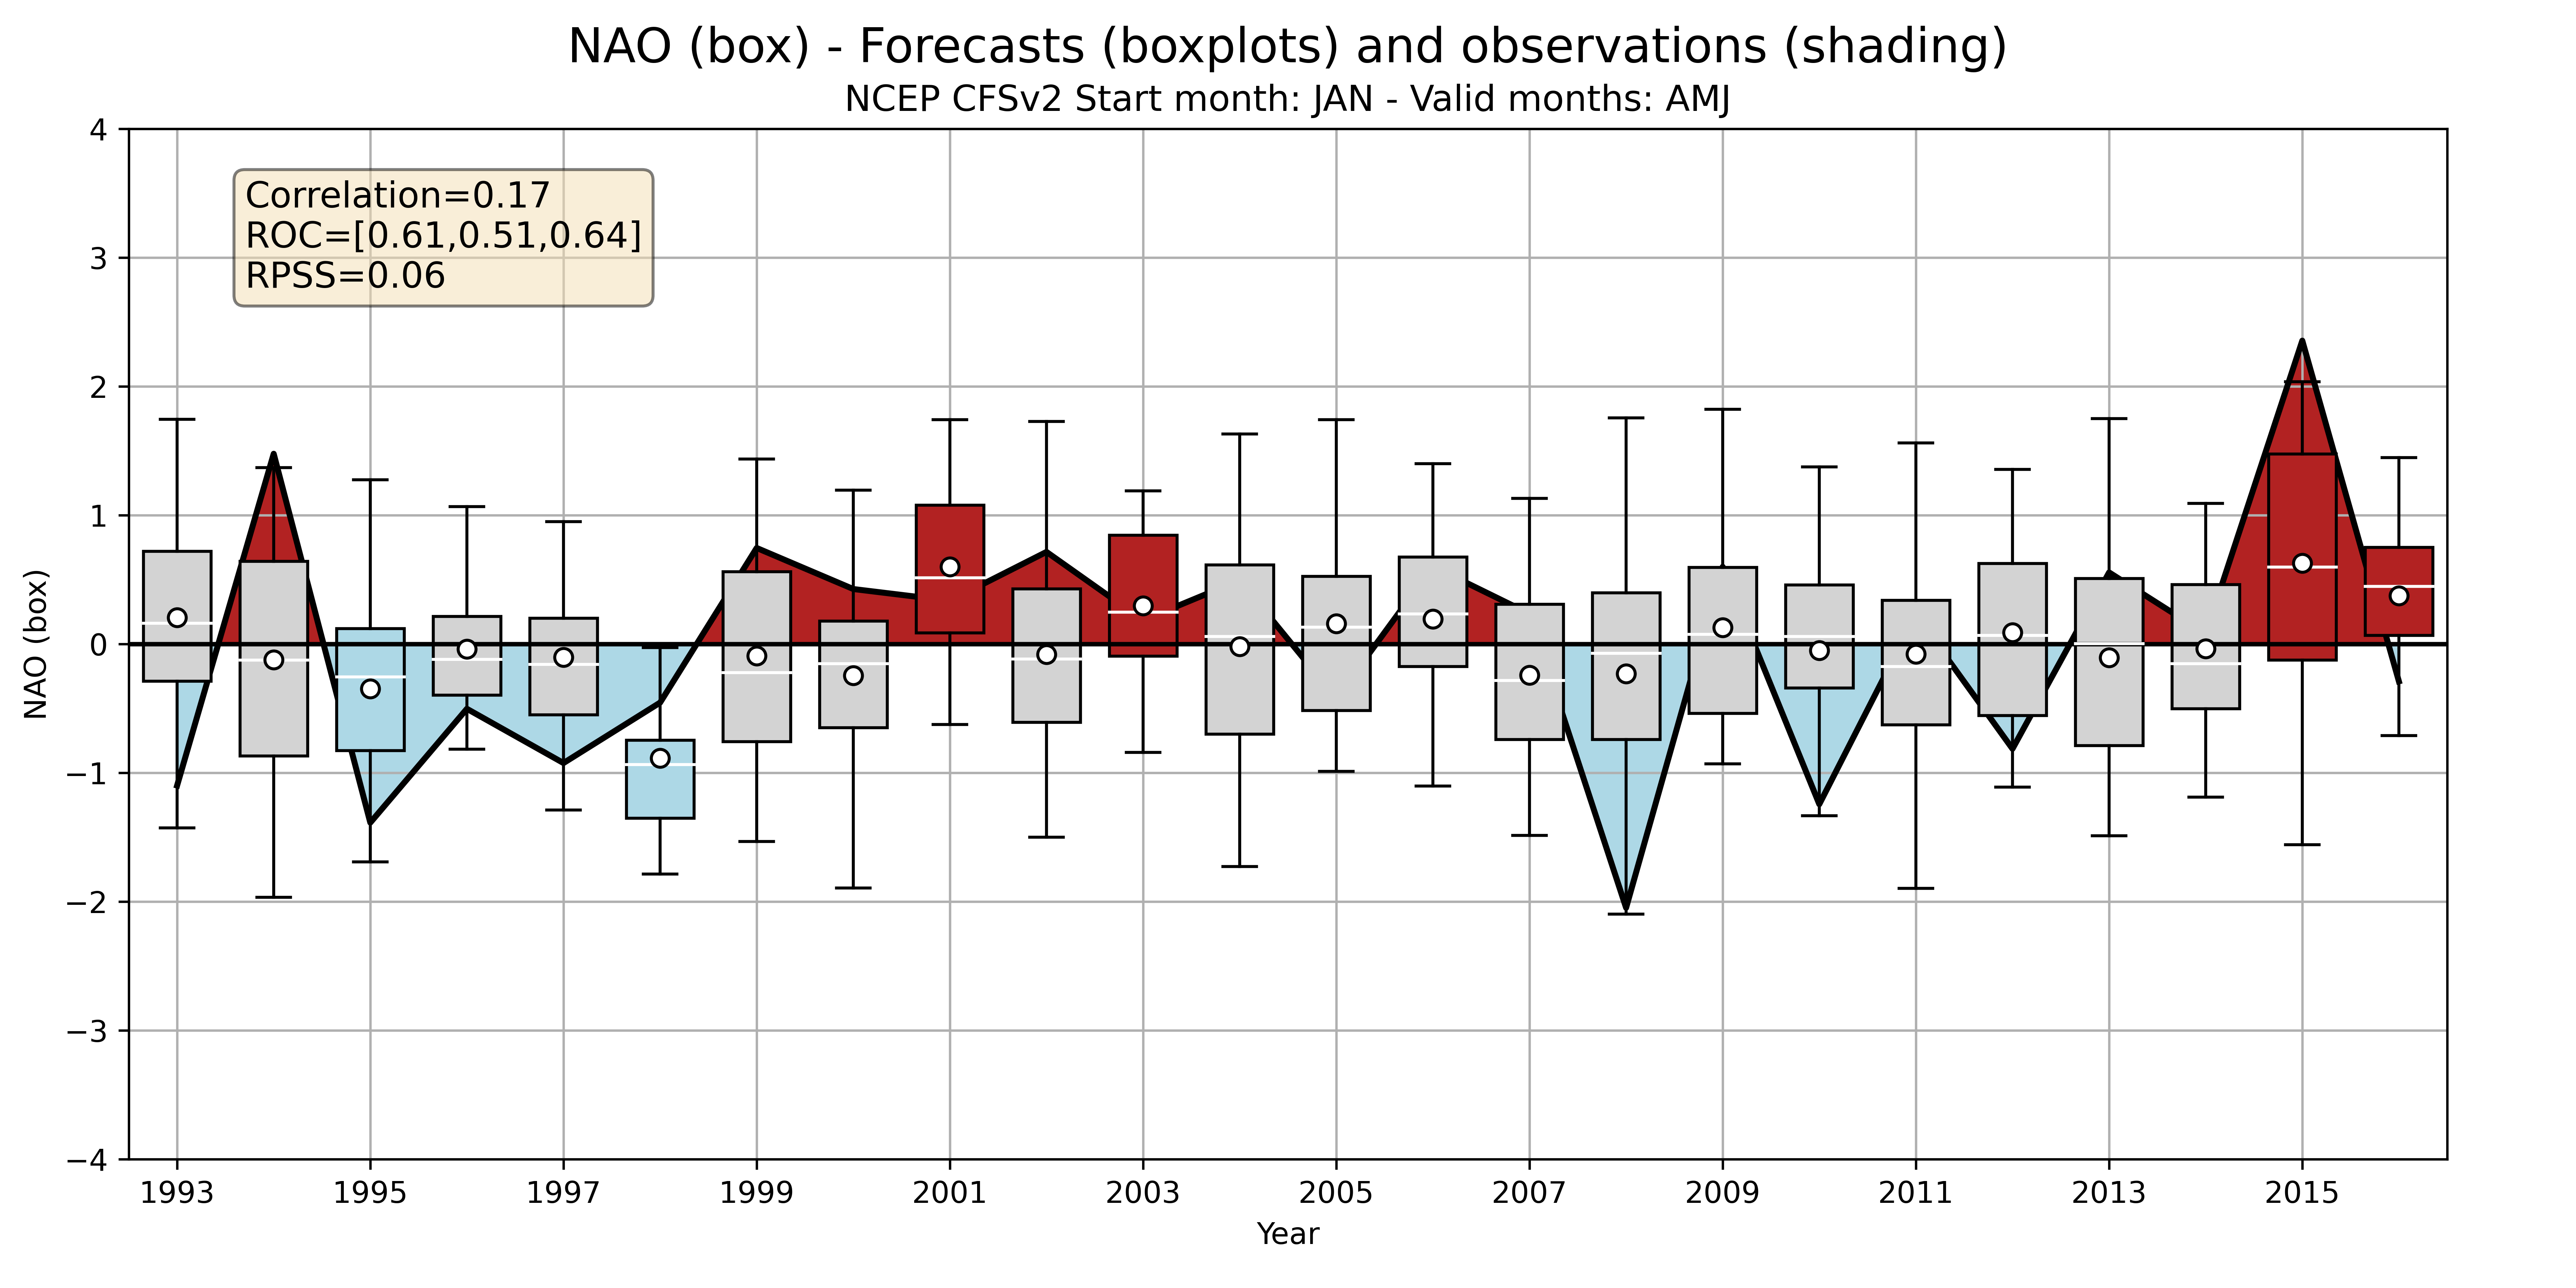 NAO (box) - Forecasts (boxplots) and observations (shading)
NCEP CFSv2 Start month: JAN - Valid months: AMJ
Correlation=0.17
ROC=[0.61,0.51,0.64]
RPSS=0.06
NAO (box)
4
3
2
1
0
−1
−2
−3
−4
1993 1995 1997 1999 2001 2003 2005 2007 2009 2011 2013 2015
Year